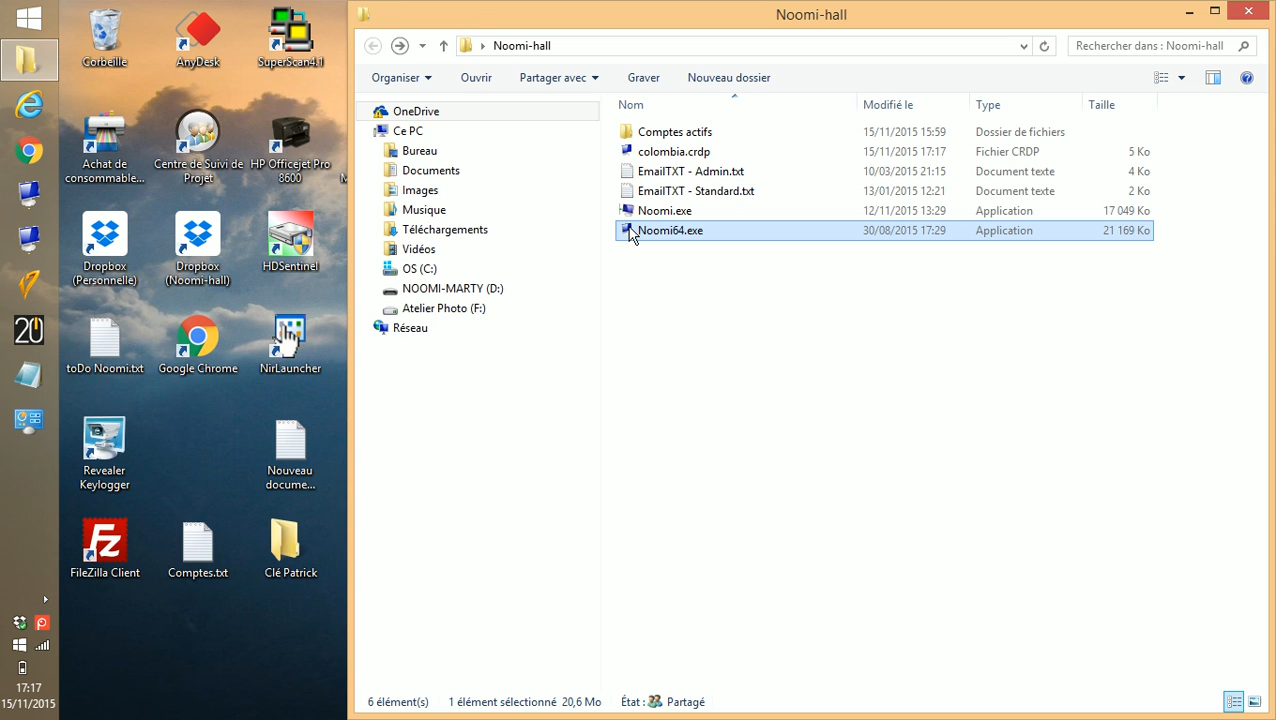 Corbeille
AnyDesk
SuperScan4.1
Achat de
consommable...
Centre de Suivi de
Projet
HP Officejet Pro
8600
Dropbox
(Personnelle)
Dropbox
(Noomi-hall)
HDSentinel
20
toDo Noomi.txt
Google Chrome
NirLauncher
Revealer
Keylogger
Nouveau
docume...
FileZilla Client
Comptes.txt
Clé Patrick
17:17
15/11/2015
Noomi-hall
Noomi-hall
Rechercher dans : Noomi-hall
Organiser
Ouvrir
Partager avec
Graver
Nouveau dossier
OneDrive
Ce PC
Bureau
Documents
Images
Musique
Téléchargements
Vidéos
OS (C:)
NOOMI-MARTY (D:)
Atelier Photo (F:)
Réseau
Nom Modifié le Type Taille
Comptes actifs 15/11/2015 15:59 Dossier de fichiers
colombia.crdp 15/11/2015 17:17 Fichier CRDP 5 Ko
EmailTXT - Admin.txt 10/03/2015 21:15 Document texte 4 Ko
EmailTXT - Standard.txt 13/01/2015 12:21 Document texte 2 Ko
Noomi.exe 12/11/2015 13:29 Application 17 049 Ko
Noomi64.exe 30/08/2015 17:29 Application 21 169 Ko
6 élément(s) 1 élément sélectionné 20,6 Mo État : Partagé